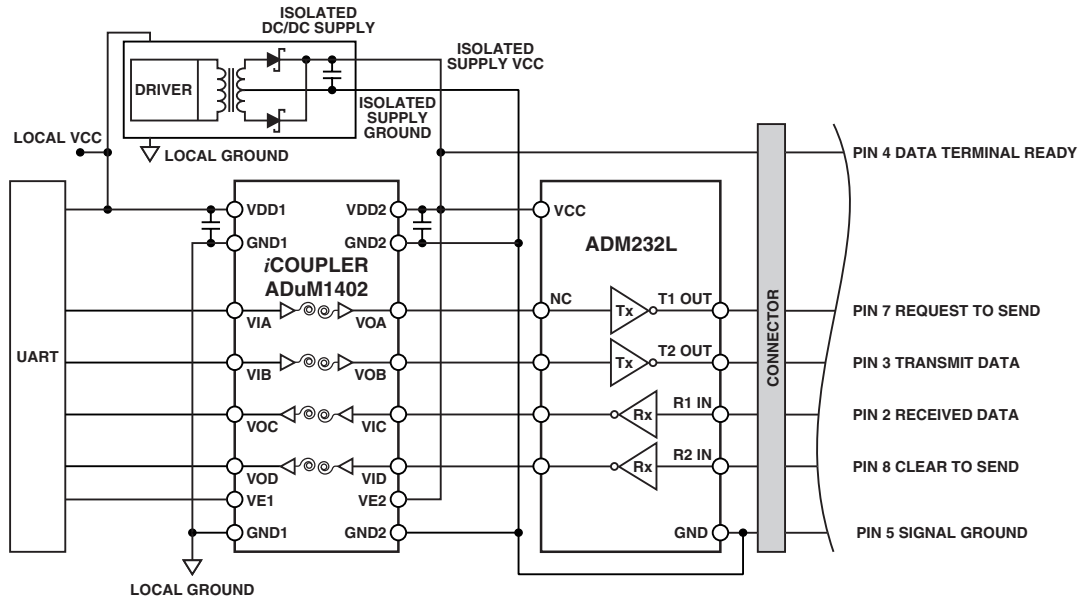 ISOLATED
DC/DC SUPPLY
ISOLATED
SUPPLY VCC
DRIVER
ISOLATED
SUPPLY
GROUND
LOCAL VCC
LOCAL GROUND
PIN 4 DATA TERMINAL READY
VDD1
VDD2
VCC
GND1
GND2
ADM232L
iCOUPLER
ADuM1402
NC
T1 OUT
Tx
VIA
VOA
PIN 7 REQUEST TO SEND
UART
T2 OUT
Tx
VIB
VOB
PIN 3 TRANSMIT DATA
CONNECTOR
R1 IN
Rx
VOC
VIC
PIN 2 RECEIVED DATA
R2 IN
Rx
VOD
VID
PIN 8 CLEAR TO SEND
VE1
VE2
GND1
GND2
GND
PIN 5 SIGNAL GROUND
LOCAL GROUND